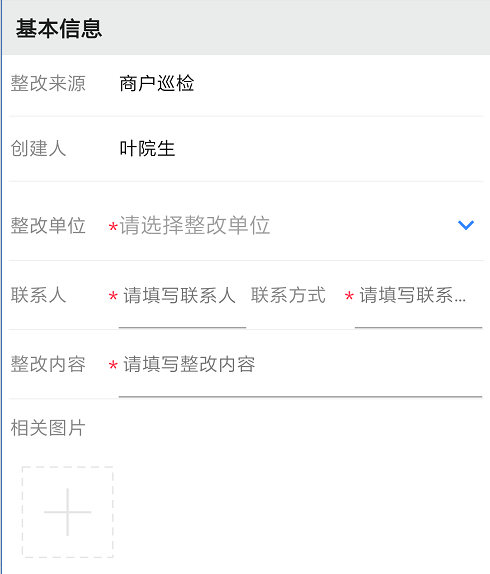 基本信息
整改来源 商户巡检
创建人 叶院生
整改单位 *请选择整改单位
联系人 * 请填写联系人 联系方式 * 请填写联系...
整改内容 * 请填写整改内容
相关图片